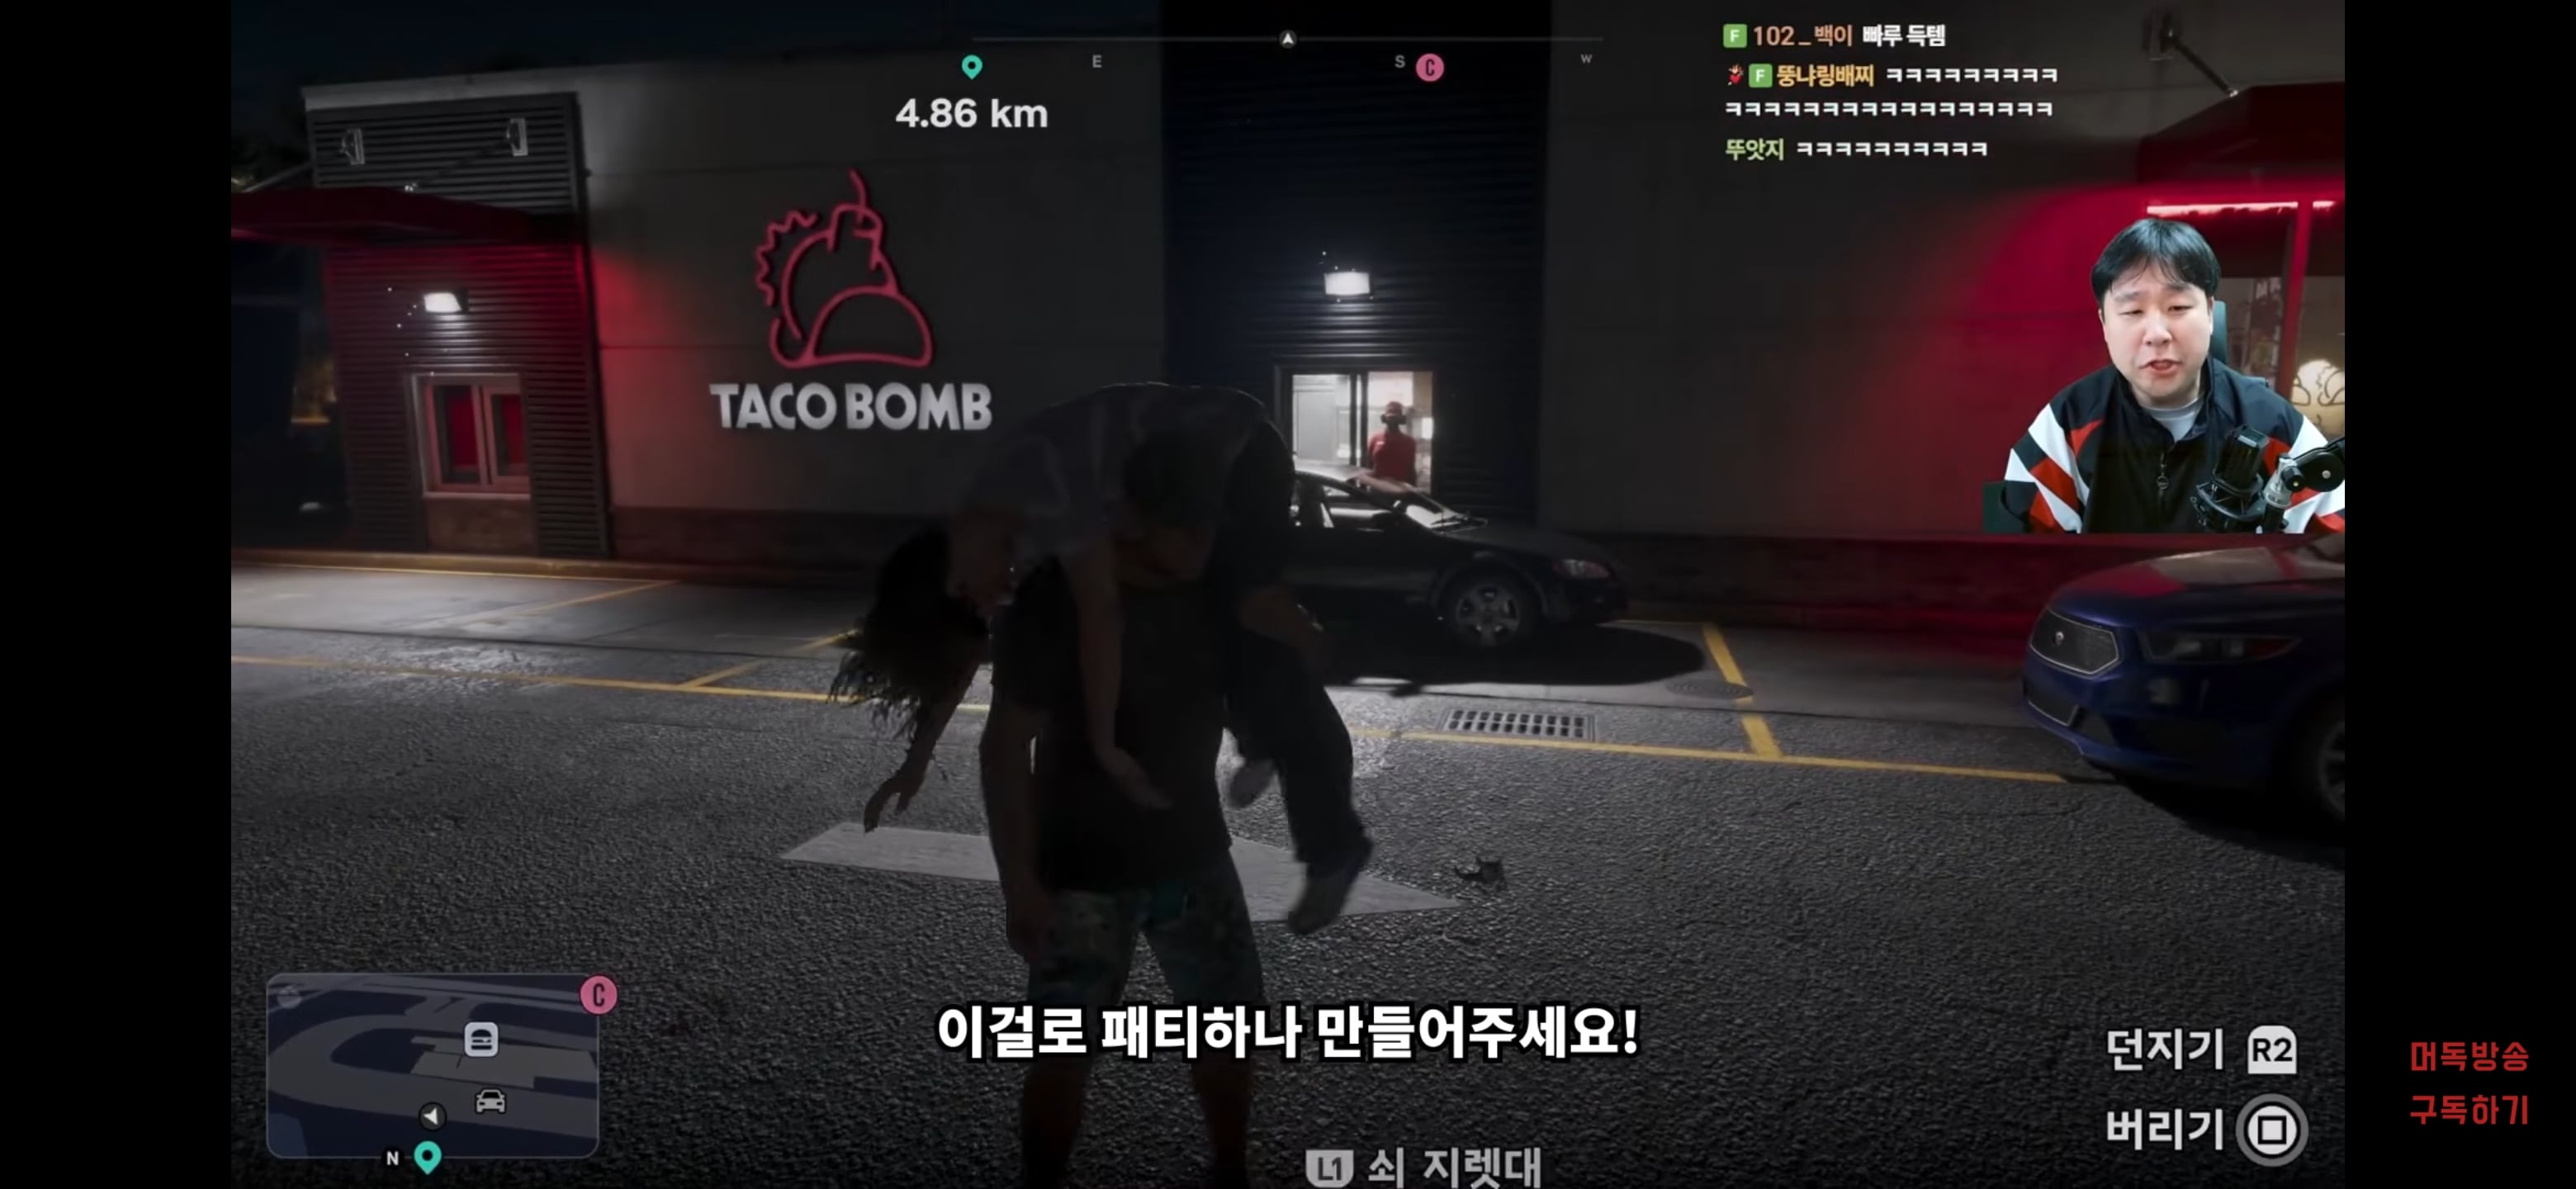 102_백이 빠루 득템
뚱냐링배찌 ㅋㅋㅋㅋㅋㅋㅋㅋㅋ
ㅋㅋㅋㅋㅋㅋㅋㅋㅋㅋㅋㅋㅋㅋㅋㅋㅋ
뚜앗지 ㅋㅋㅋㅋㅋㅋㅋㅋㅋㅋ
E
S
C
W
4.86 km
TACO BOMB
C
N
이걸로 패티하나 만들어주세요!
던지기 R2
버리기
L1 쇠 지렛대
머독방송
구독하기